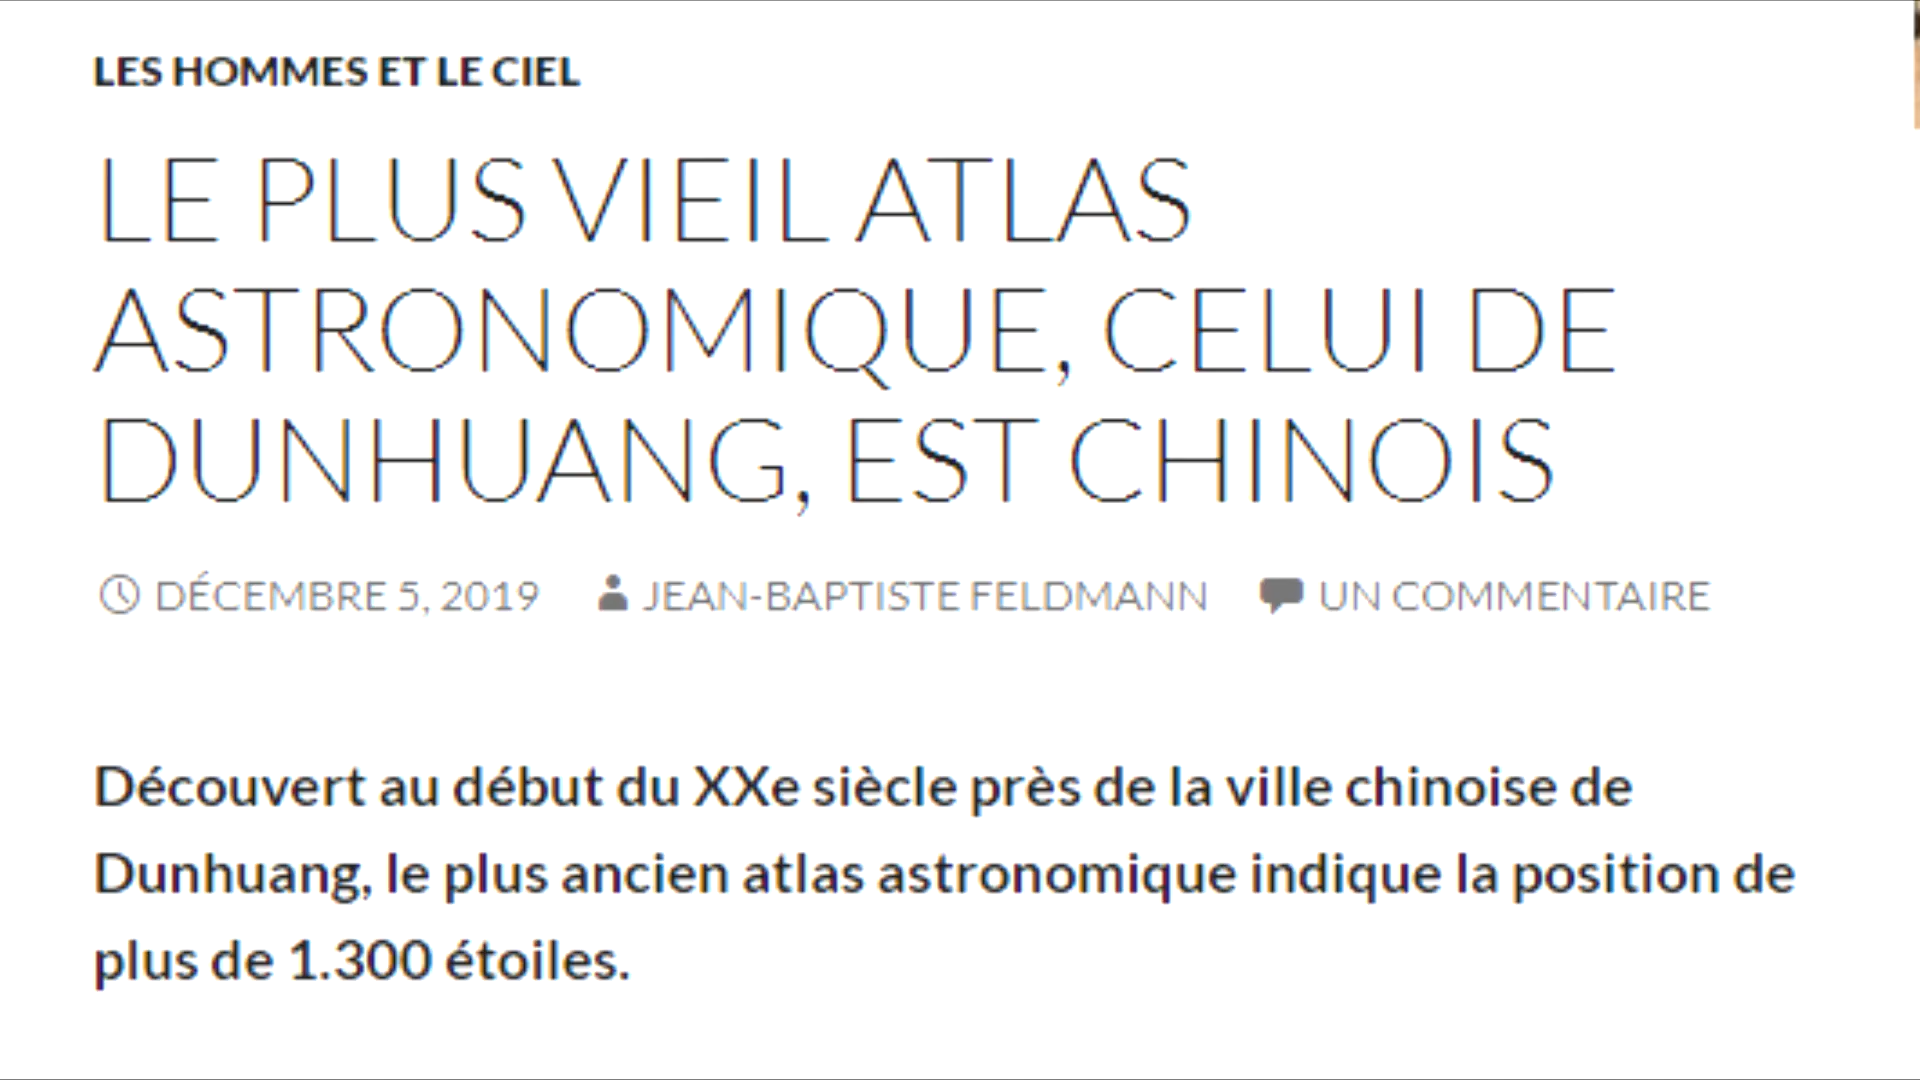 LES HOMMES ET LE CIEL
LE PLUS VIEIL ATLAS
ASTRONOMIQUE, CELUI DE
DUNHUANG, EST CHINOIS
DÉCEMBRE 5, 2019 JEAN-BAPTISTE FELDMANN UN COMMENTAIRE
Découvert au début du XXe siècle près de la ville chinoise de
Dunhuang, le plus ancien atlas astronomique indique la position de
plus de 1.300 étoiles.